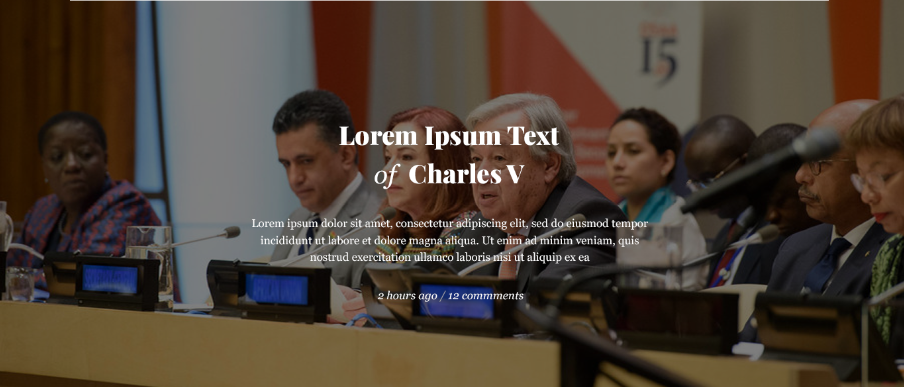 15
Lorem Ipsum Text
of Charles V
Lorem ipsum dolor sit amet, consectetur adipiscing elit, sed do eiusmod tempor
incididunt ut labore et dolore magna aliqua. Ut enim ad minim veniam, quis
nostrud exercitation ullamco laboris nisi ut aliquip ex ea
2 hours ago / 12 commments